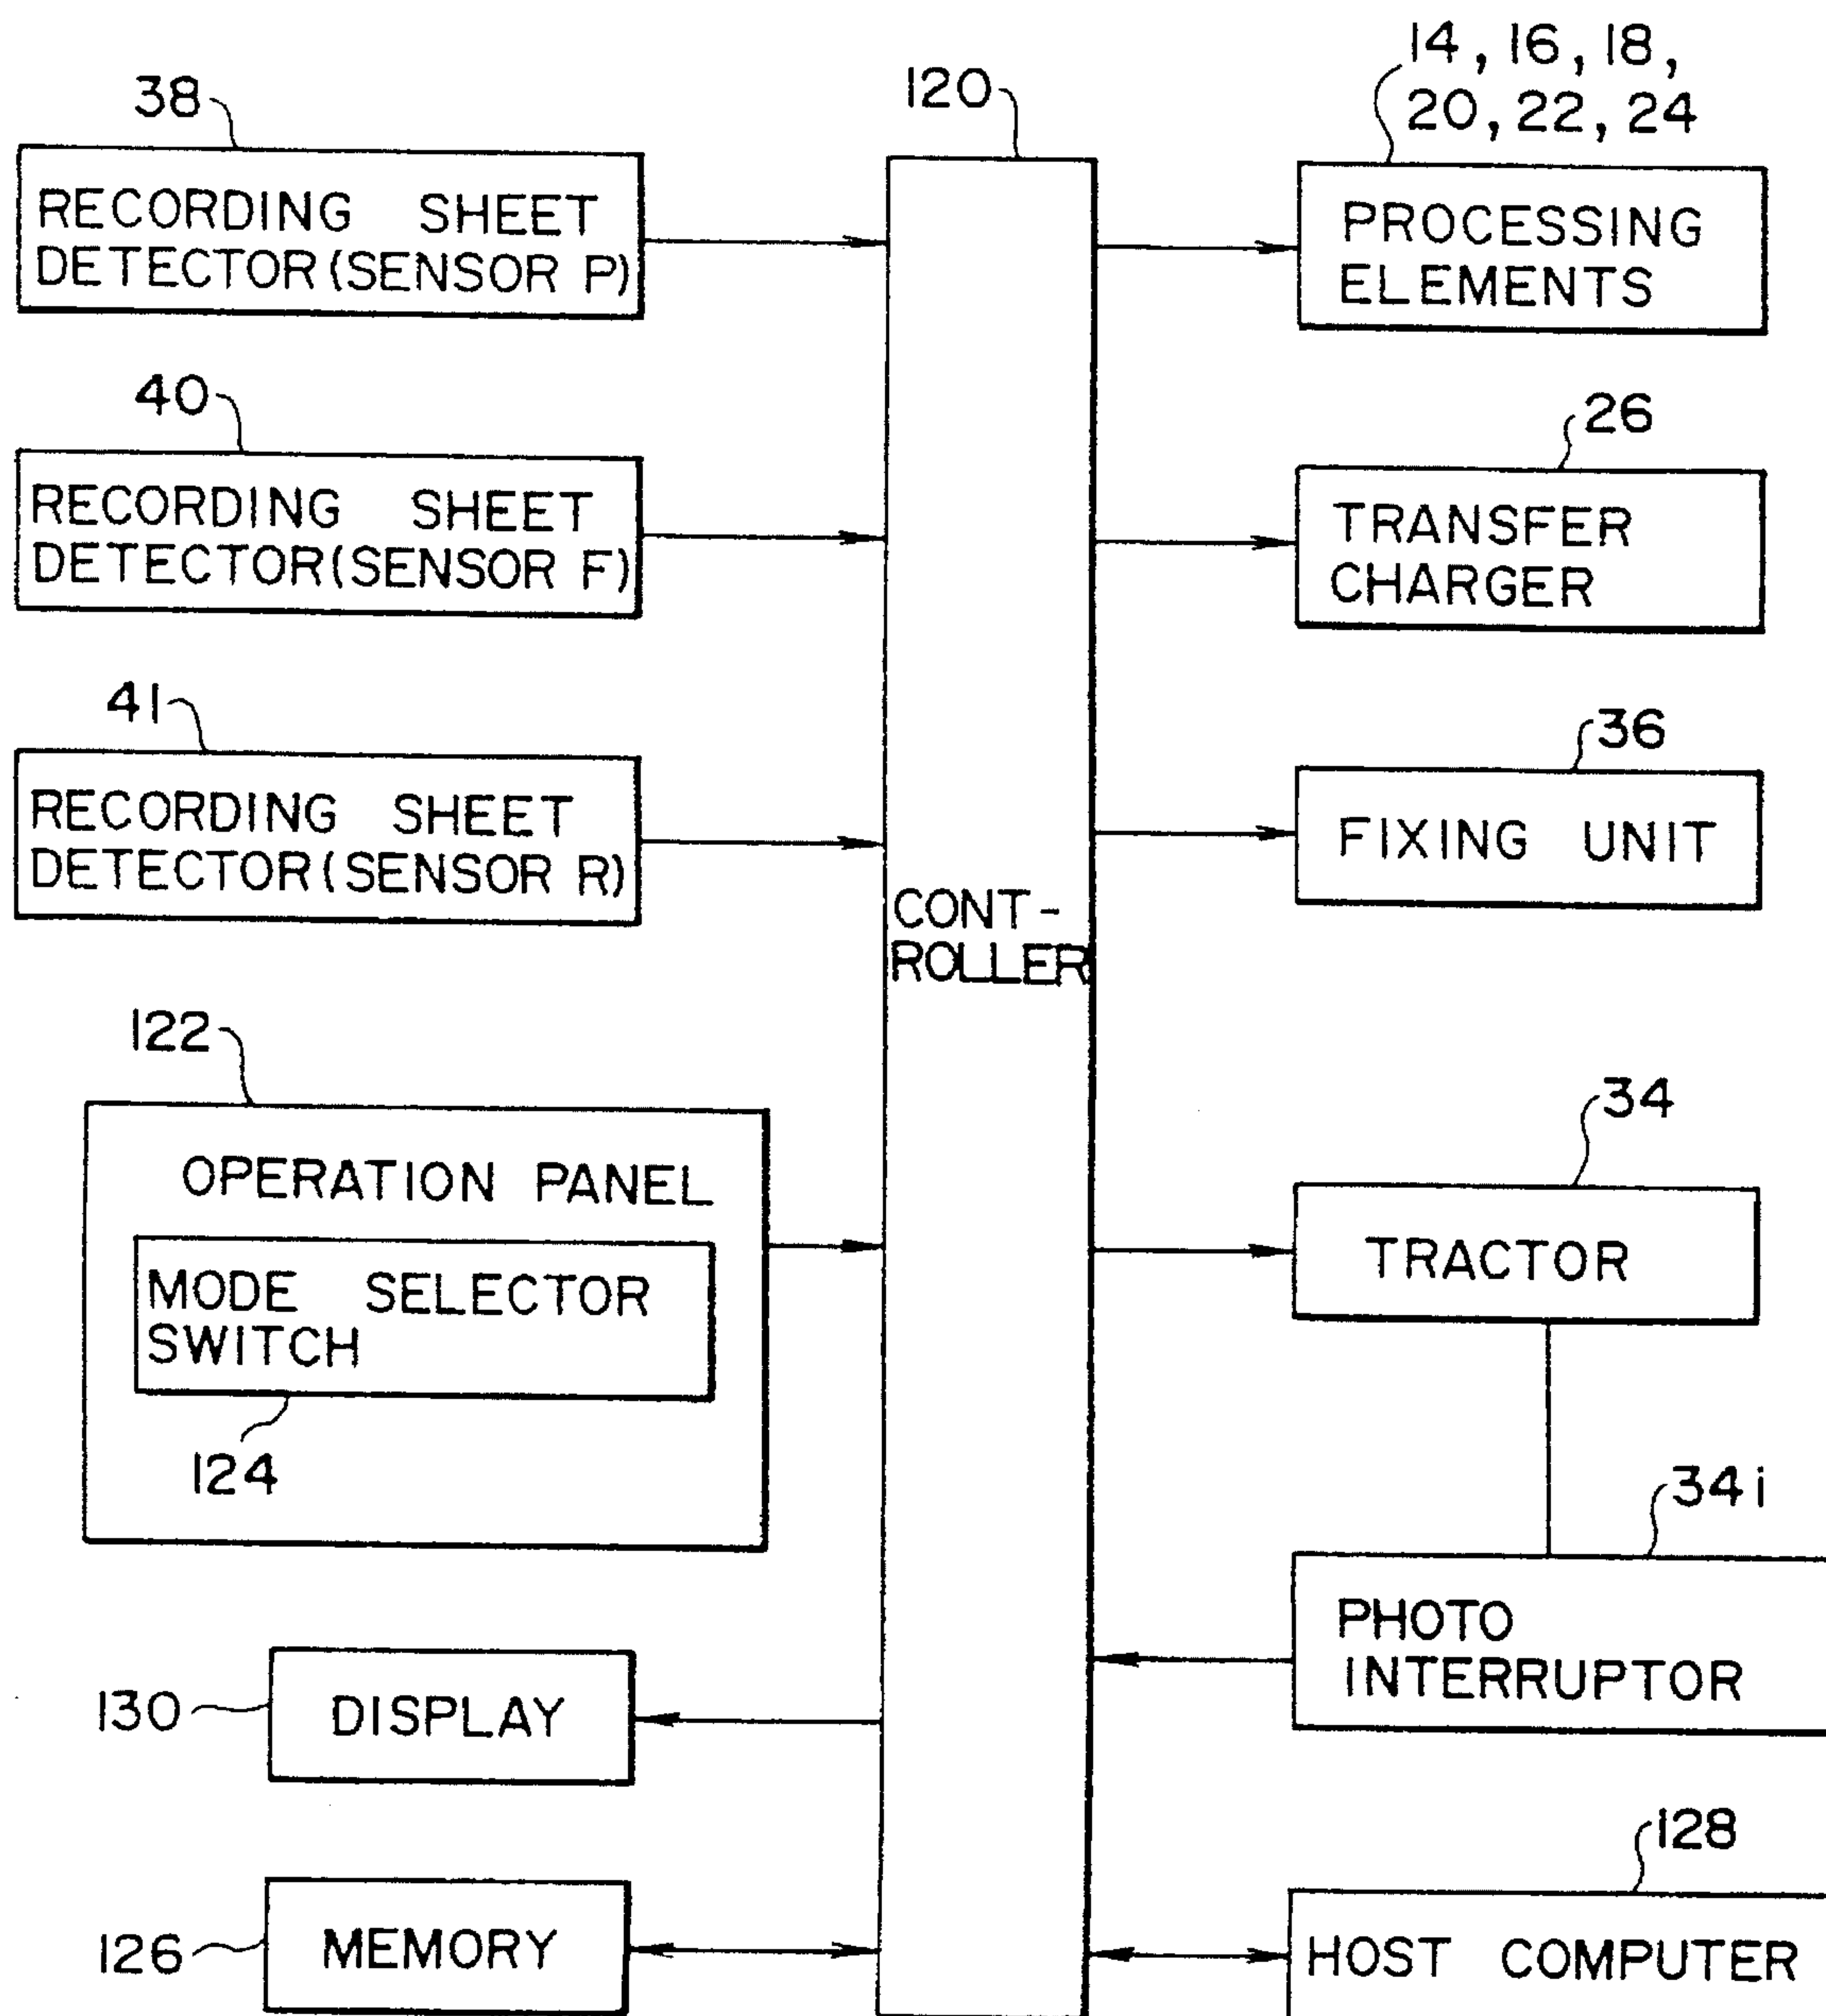 38
RECORDING SHEET
DETECTOR(SENSOR P)
40
RECORDING SHEET
DETECTOR(SENSOR F)
41
RECORDING SHEET
DETECTOR(SENSOR R)
122
OPERATION PANEL
MODE SELECTOR
SWITCH
124
130
DISPLAY
126
MEMORY
120
CONT-
ROLLER
14, 16, 18,
20, 22, 24
PROCESSING
ELEMENTS
26
TRANSFER
CHARGER
36
FIXING UNIT
34
TRACTOR
34i
PHOTO
INTERRUPTOR
128
HOST COMPUTER